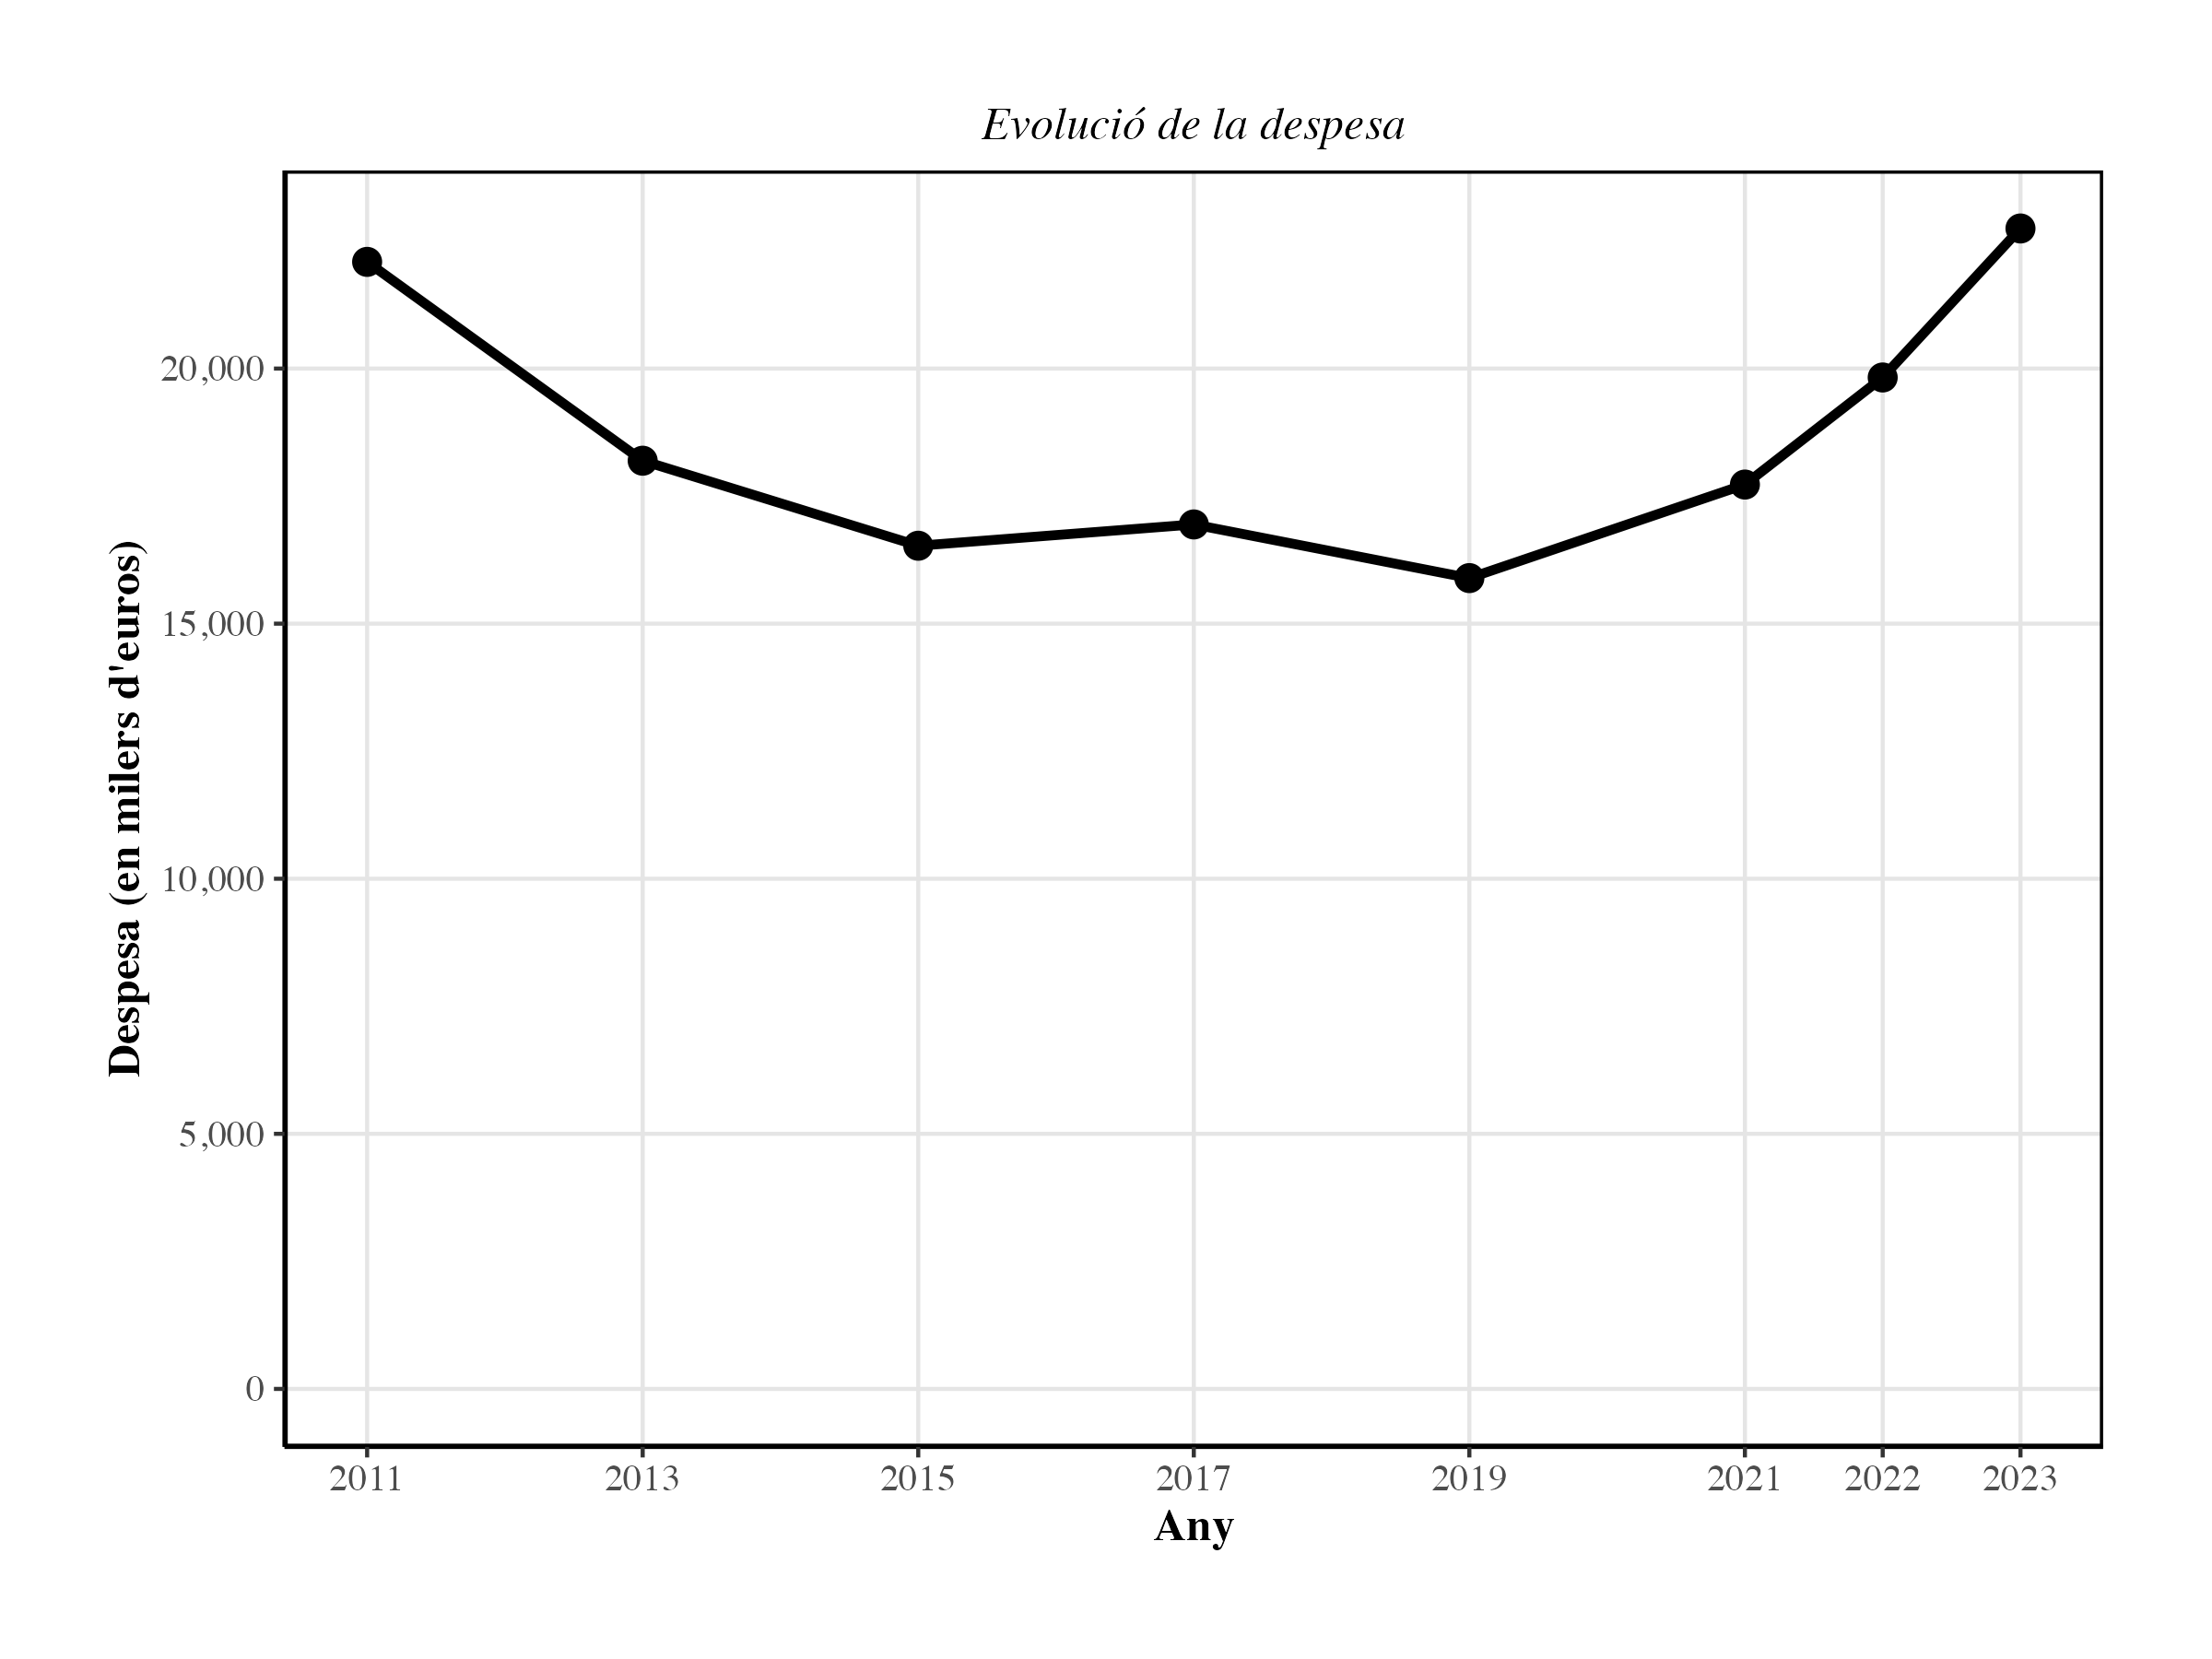 Evolució de la despesa
Despesa (en milers d'euros)
20,000
15,000
10,000
5,000
0
2011 2013 2015 2017 2019 2021 2022 2023
Any